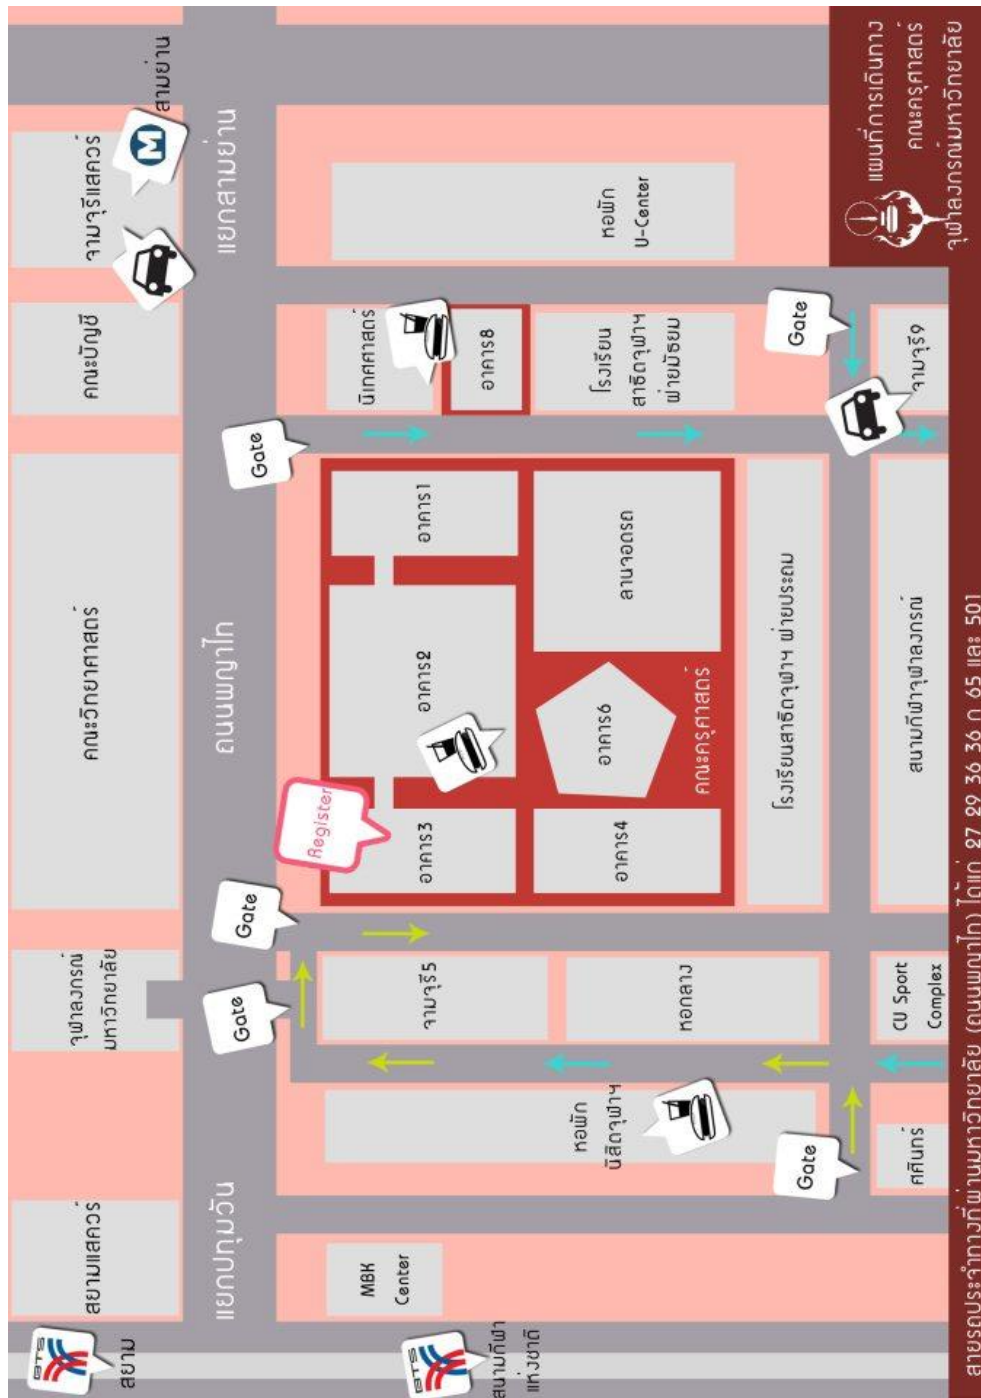 BTS
สยาม
สยามแสควร์
จุฬาลงกรณ์
มหาวิทยาลัย
คณะวิทยาศาสตร์
คณะบัญชี
จามจุรีแสควร์
M
สามย่าน
แยกปทุมวัน
ถนนพญาไท
แยกสามย่าน
Gate
Gate
Gate
Register
BTS
สนามกีฬา
แห่งชาติ
MBK
Center
หอพัก
นิสิตจุฬาฯ
จามจุรี5
หอกลาง
อาคาร3
อาคาร2
อาคาร1
อาคาร4
อาคาร6
ลานจอดรถ
คณะครุศาสตร์
นิเทศศาสตร์
อาคาร8
โรงเรียน
สาธิตจุฬาฯ
ฝ่ายมัธยม
หอพัก
U-Center
โรงเรียนสาธิตจุฬาฯ ฝ่ายประถม
Gate
Gate
ศศินทร์
CU Sport
Complex
สนามกีฬาจุฬาลงกรณ์
จามจุรี9
แผนที่การเดินทาง
คณะครุศาสตร์
จุฬาลงกรณ์มหาวิทยาลัย
สายรถประจำทางที่ผ่านมหาวิทยาลัย (ถนนพญาไท) ได้แก่ 27 29 36 36 ก 65 และ 501